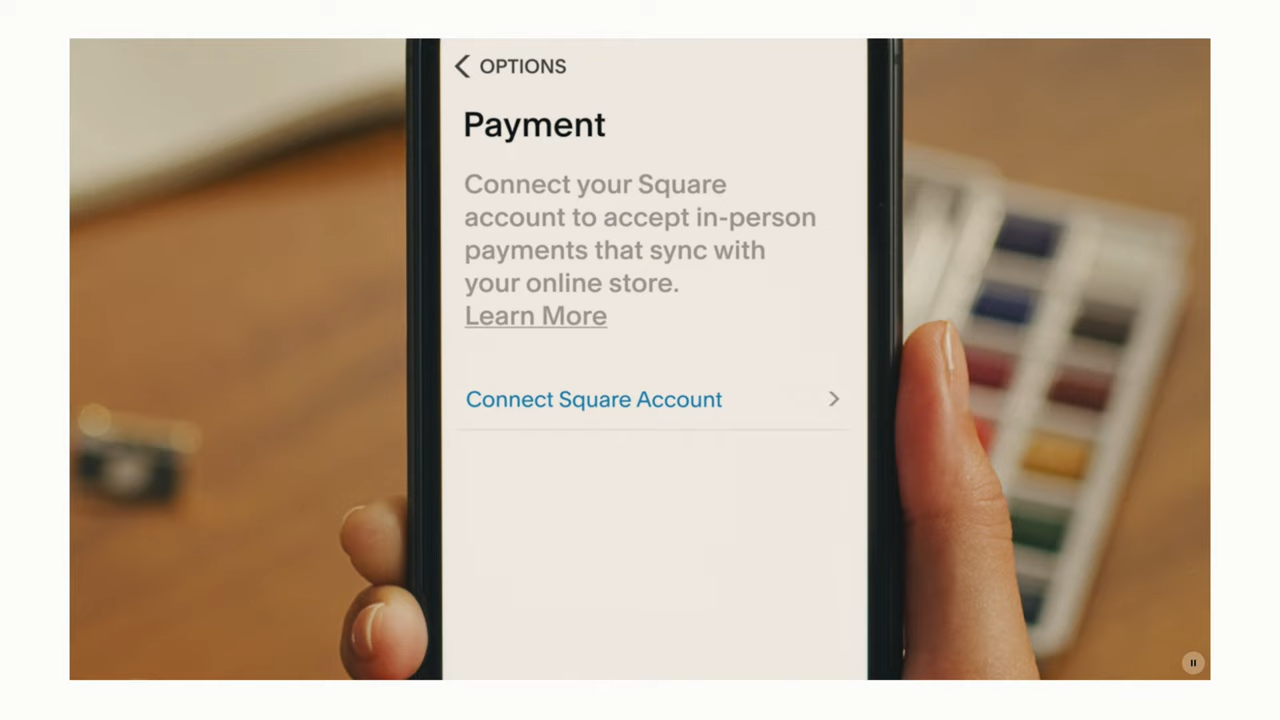 OPTIONS
Payment
Connect your Square
account to accept in-person
payments that sync with
your online store.
Learn More
Connect Square Account